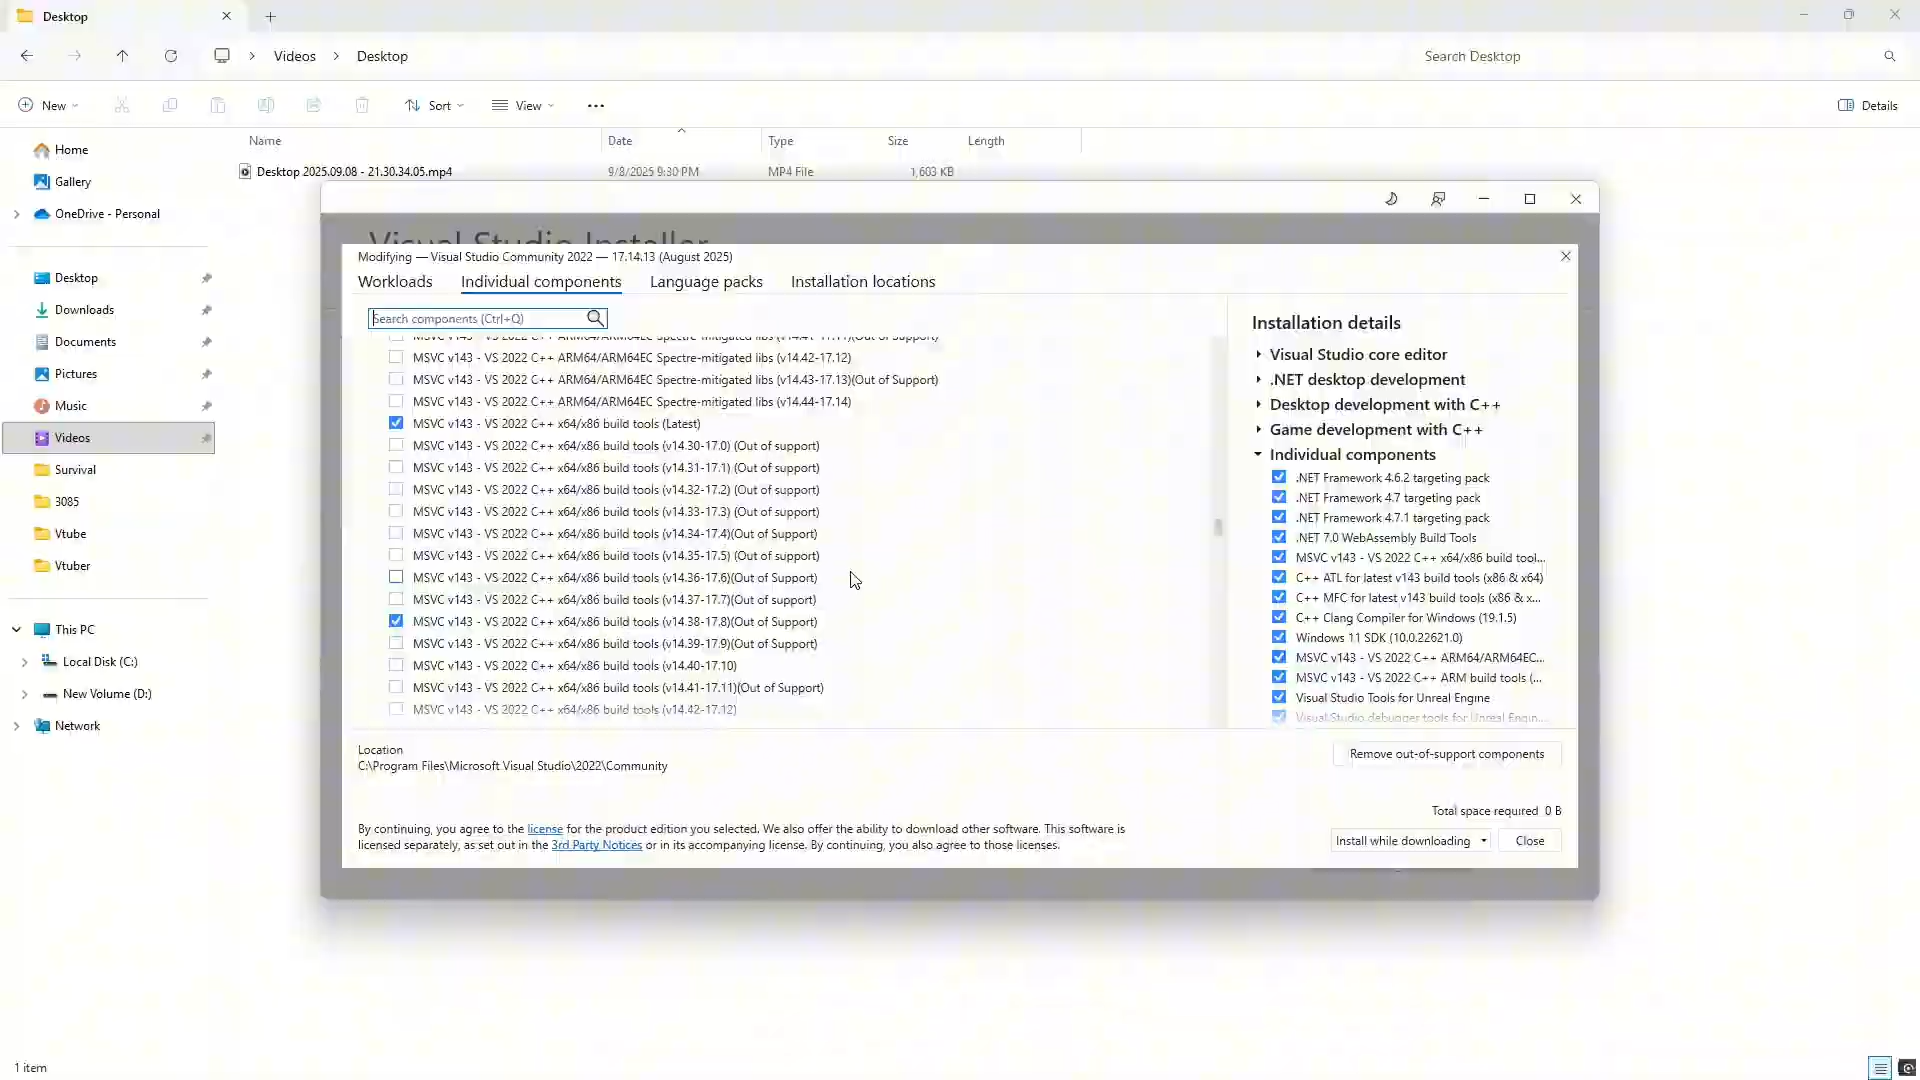 Desktop
Videos
Desktop
Search Desktop
New
Sort
View
Details
Name
Date
Type
Size
Length
Desktop 2025.09.08 - 21.30.34.05.mp4
9/8/2025 9:30 PM
MP4 File
1,603 KB
Home
Gallery
OneDrive - Personal
Desktop
Downloads
Documents
Pictures
Music
Videos
Survival
3085
Vtube
Vtuber
This PC
Local Disk (C:)
New Volume (D:)
Network
1 item
Visual Studio Installer
Modifying — Visual Studio Community 2022 — 17.14.13 (August 2025)
Workloads
Individual components
Language packs
Installation locations
Search components (Ctrl+Q)
MSVC v143 - VS 2022 C++ ARM64/ARM64EC Spectre-mitigated libs (v14.41-17.11)(Out of Support)
MSVC v143 - VS 2022 C++ ARM64/ARM64EC Spectre-mitigated libs (v14.42-17.12)
MSVC v143 - VS 2022 C++ ARM64/ARM64EC Spectre-mitigated libs (v14.43-17.13)(Out of Support)
MSVC v143 - VS 2022 C++ ARM64/ARM64EC Spectre-mitigated libs (v14.44-17.14)
MSVC v143 - VS 2022 C++ x64/x86 build tools (Latest)
MSVC v143 - VS 2022 C++ x64/x86 build tools (v14.30-17.0) (Out of support)
MSVC v143 - VS 2022 C++ x64/x86 build tools (v14.31-17.1) (Out of support)
MSVC v143 - VS 2022 C++ x64/x86 build tools (v14.32-17.2) (Out of support)
MSVC v143 - VS 2022 C++ x64/x86 build tools (v14.33-17.3) (Out of support)
MSVC v143 - VS 2022 C++ x64/x86 build tools (v14.34-17.4)(Out of Support)
MSVC v143 - VS 2022 C++ x64/x86 build tools (v14.35-17.5) (Out of support)
MSVC v143 - VS 2022 C++ x64/x86 build tools (v14.36-17.6)(Out of Support)
MSVC v143 - VS 2022 C++ x64/x86 build tools (v14.37-17.7)(Out of support)
MSVC v143 - VS 2022 C++ x64/x86 build tools (v14.38-17.8)(Out of Support)
MSVC v143 - VS 2022 C++ x64/x86 build tools (v14.39-17.9)(Out of Support)
MSVC v143 - VS 2022 C++ x64/x86 build tools (v14.40-17.10)
MSVC v143 - VS 2022 C++ x64/x86 build tools (v14.41-17.11)(Out of Support)
MSVC v143 - VS 2022 C++ x64/x86 build tools (v14.42-17.12)
Installation details
Visual Studio core editor
.NET desktop development
Desktop development with C++
Game development with C++
Individual components
.NET Framework 4.6.2 targeting pack
.NET Framework 4.7 targeting pack
.NET Framework 4.7.1 targeting pack
.NET 7.0 WebAssembly Build Tools
MSVC v143 - VS 2022 C++ x64/x86 build tool...
C++ ATL for latest v143 build tools (x86 & x64)
C++ MFC for latest v143 build tools (x86 & x...
C++ Clang Compiler for Windows (19.1.5)
Windows 11 SDK (10.0.22621.0)
MSVC v143 - VS 2022 C++ ARM64/ARM64EC...
MSVC v143 - VS 2022 C++ ARM build tools (...
Visual Studio Tools for Unreal Engine
Visual Studio debugger tools for Unreal Engin...
Location
C:\Program Files\Microsoft Visual Studio\2022\Community
Remove out-of-support components
Total space required 0 B
By continuing, you agree to the license for the product edition you selected. We also offer the ability to download other software. This software is
licensed separately, as set out in the 3rd Party Notices or in its accompanying license. By continuing, you also agree to those licenses.
Install while downloading
Close